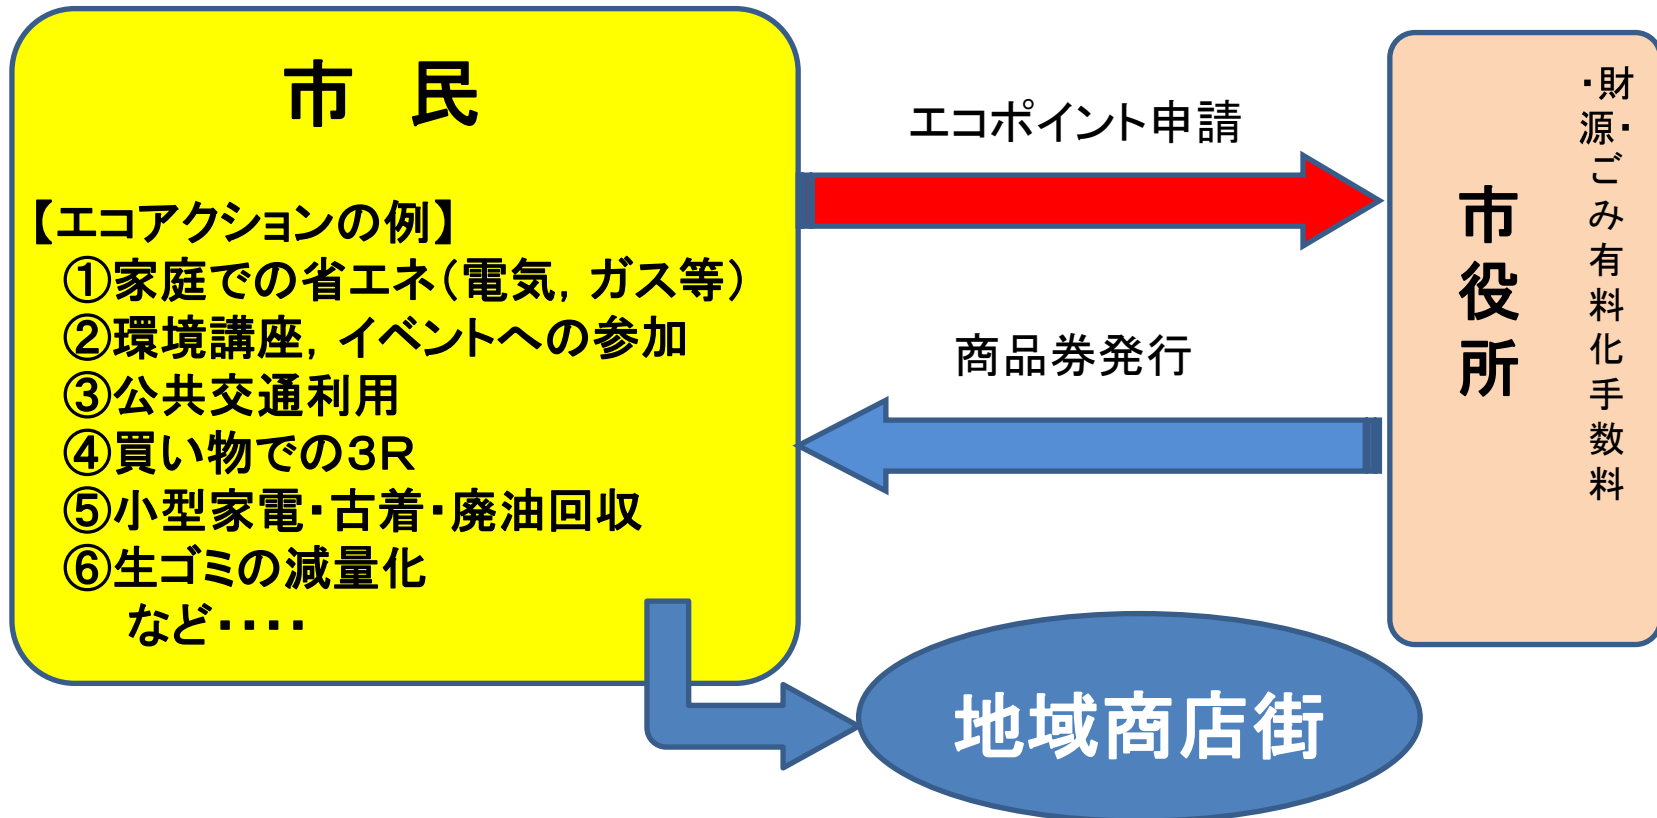 市　民
【エコアクションの例】
①家庭での省エネ（電気，ガス等）
②環境講座，イベントへの参加
③公共交通利用
④買い物での３Ｒ
⑤小型家電・古着・廃油回収
⑥生ゴミの減量化
など・・・・
エコポイント申請
商品券発行
市役所
・財源・ごみ有料化手数料
地域商店街